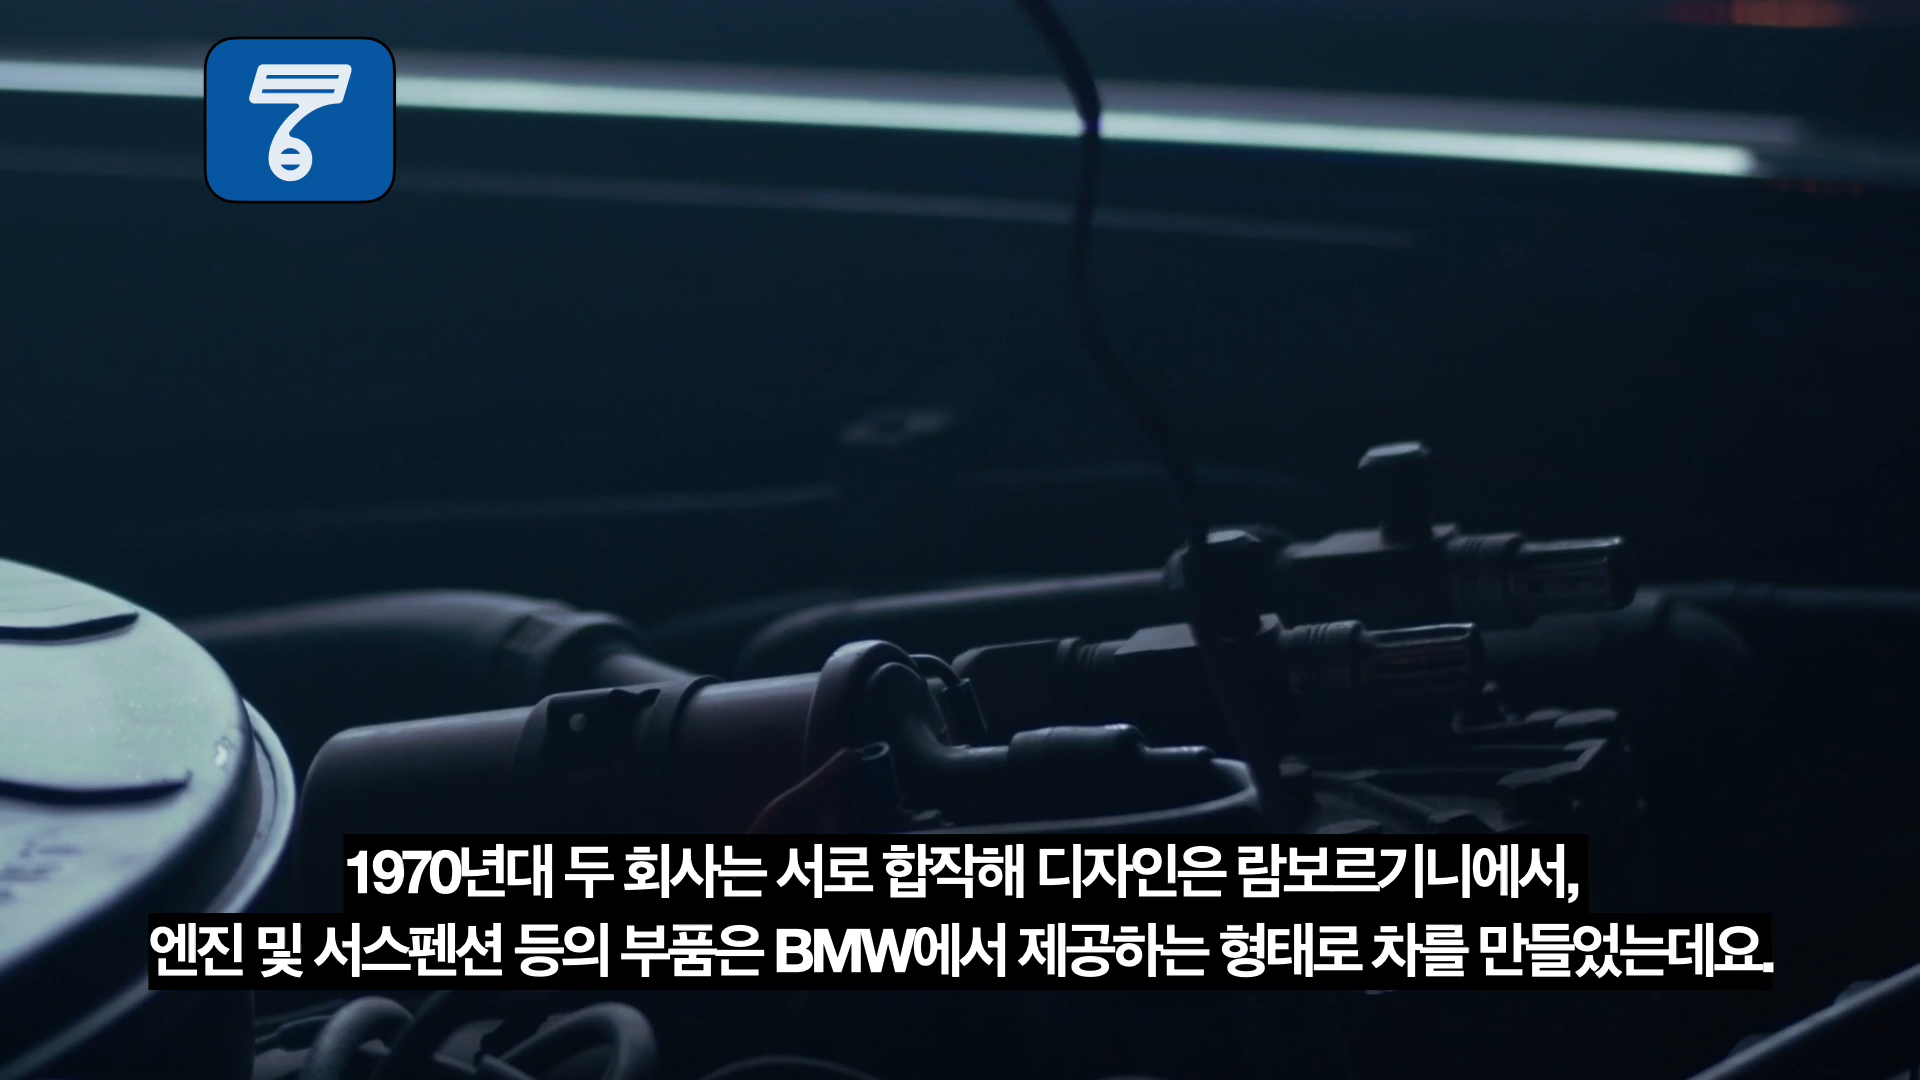 1970년대 두 회사는 서로 합작해 디자인은 람보르기니에서,
엔진 및 서스펜션 등의 부품은 BMW에서 제공하는 형태로 차를 만들었는데요.